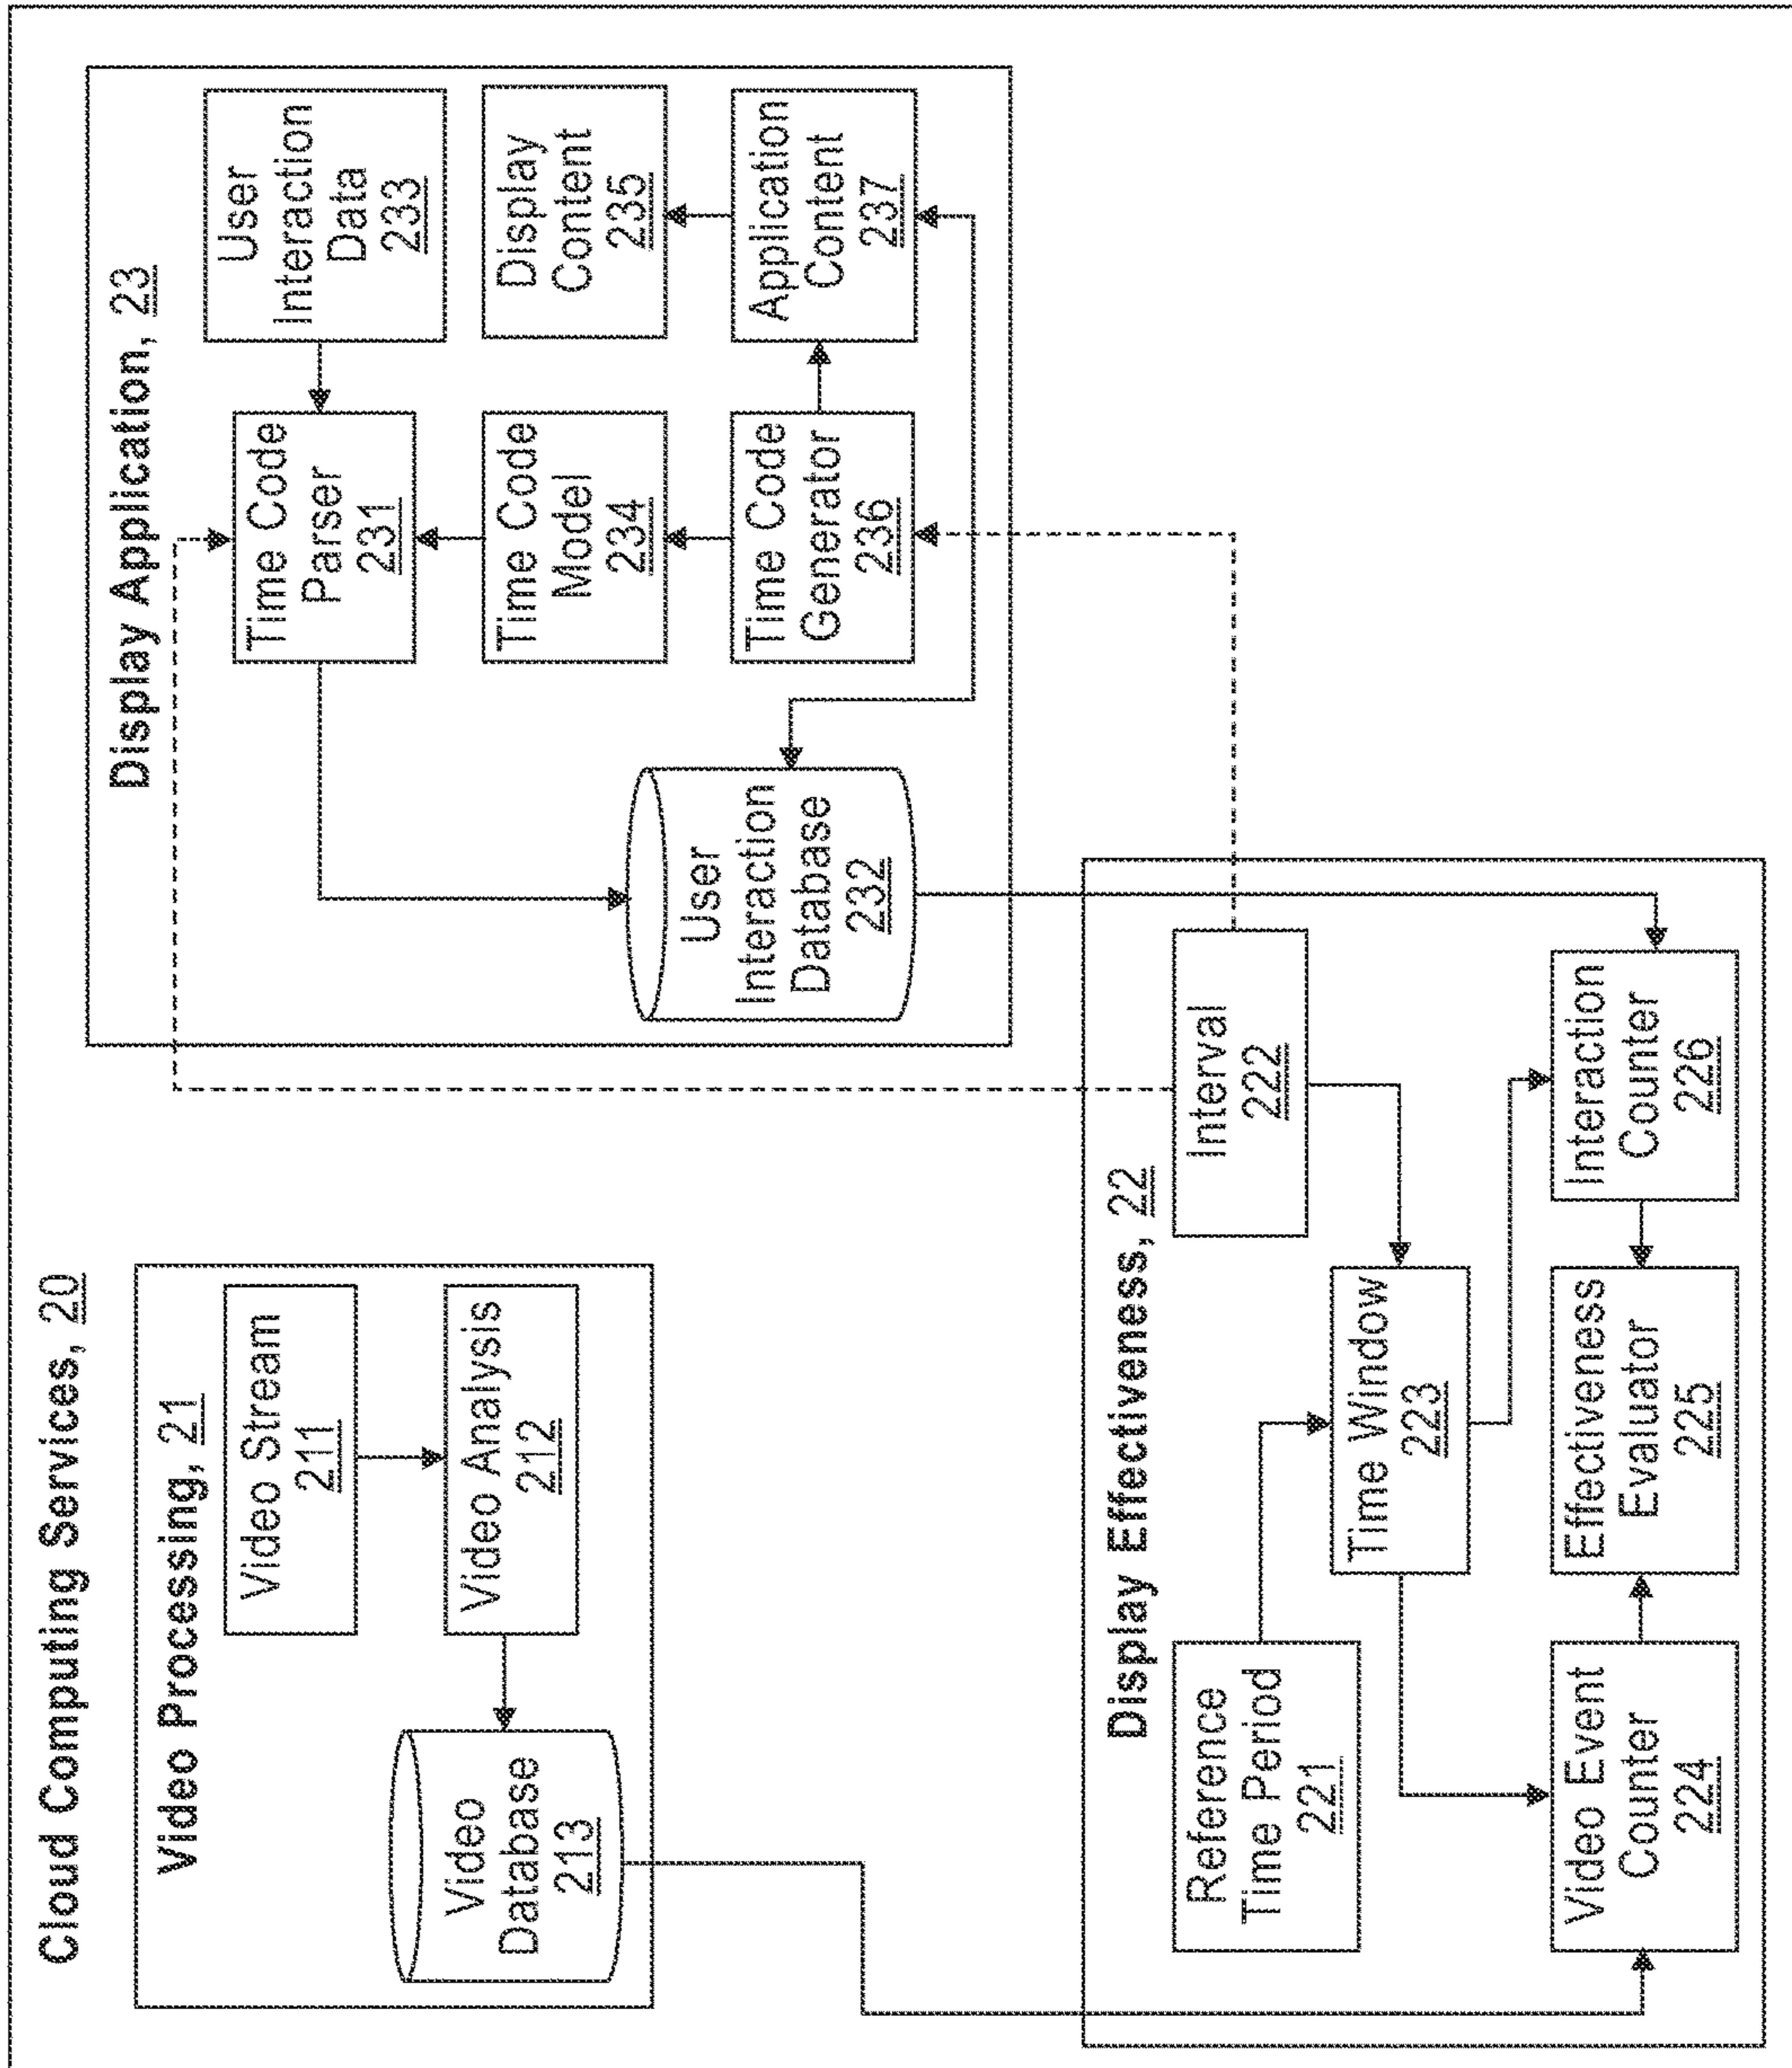 Cloud Computing Services, 20
Video Processing, 21
Video Stream
211
Video Analysis
212
Video
Database
213
Display Application, 23
Time Code
Parser
231
User
Interaction
Data
233
Time Code
Model
234
Display
Content
235
User
Interaction
Database
232
Time Code
Generator
236
Application
Content
237
Display Effectiveness, 22
Reference
Time Period
221
Interval
222
Time Window
223
Video Event
Counter
224
Effectiveness
Evaluator
225
Interaction
Counter
226